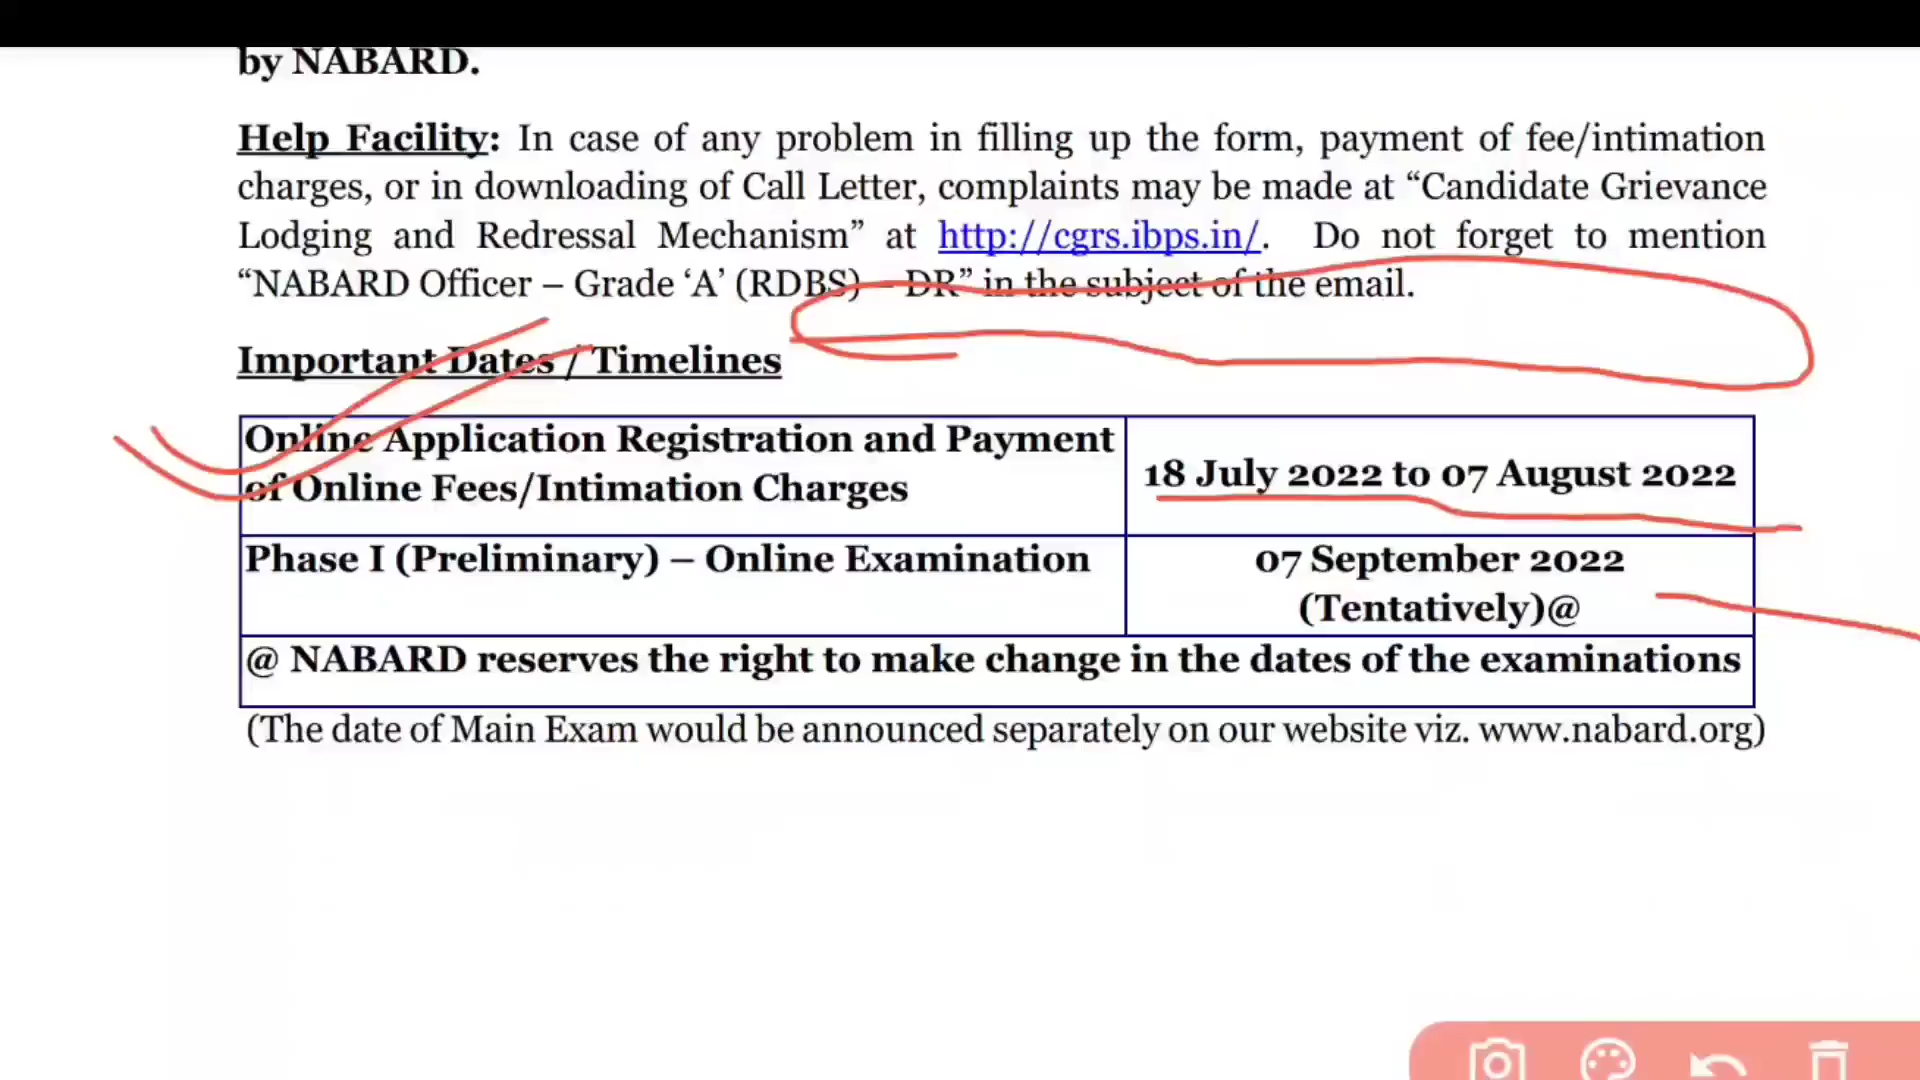 by NABARD.
Help Facility: In case of any problem in filling up the form, payment of fee/intimation
charges, or in downloading of Call Letter, complaints may be made at “Candidate Grievance
Lodging and Redressal Mechanism” at http://cgrs.ibps.in/. Do not forget to mention
“NABARD Officer – Grade ‘A’ (RDBS) – DR” in the subject of the email.
Important Dates / Timelines
Online Application Registration and Payment
of Online Fees/Intimation Charges
18 July 2022 to 07 August 2022
Phase I (Preliminary) – Online Examination
07 September 2022
(Tentatively)@
@ NABARD reserves the right to make change in the dates of the examinations
(The date of Main Exam would be announced separately on our website viz. www.nabard.org)